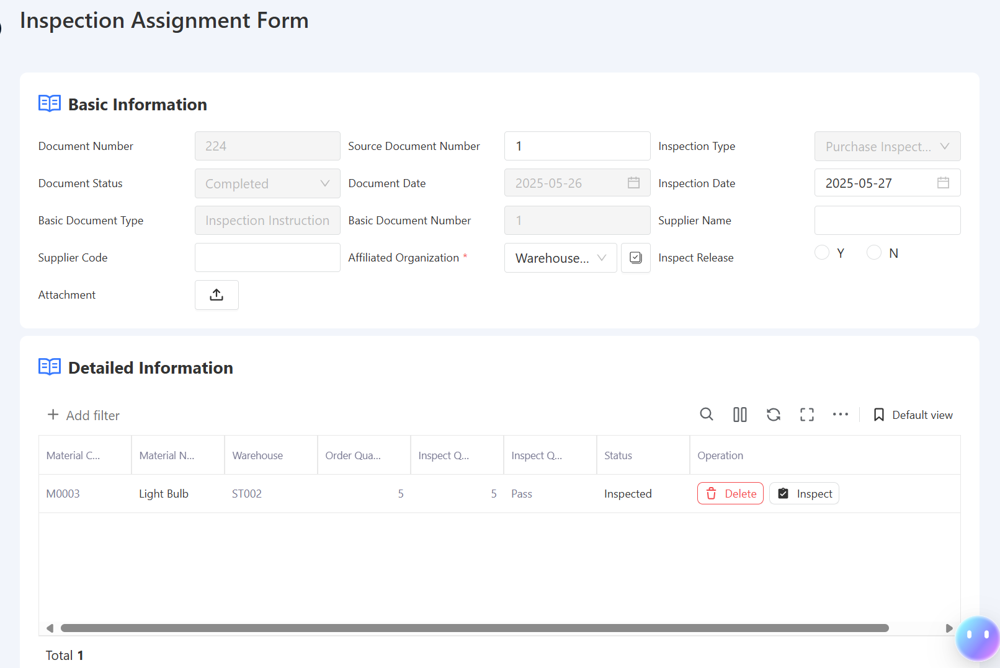 Inspection Assignment Form
Basic Information
Document Number 224 Source Document Number 1 Inspection Type Purchase Inspect...
Document Status Completed Document Date 2025-05-26 Inspection Date 2025-05-27
Basic Document Type Inspection Instruction Basic Document Number 1 Supplier Name
Supplier Code Affiliated Organization * Warehouse... Inspect Release Y N
Attachment
Detailed Information
Add filter Default view
Material C... Material N... Warehouse Order Qua... Inspect Q... Inspect Q... Status Operation
M0003 Light Bulb ST002 5 5 Pass Inspected Delete Inspect
Total 1